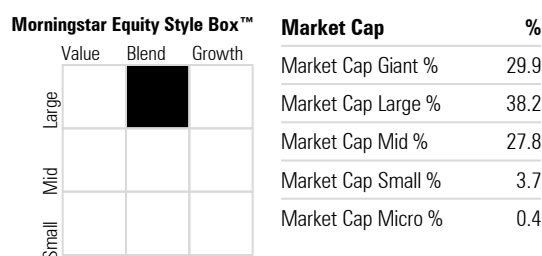 Morningstar Equity Style Box™
Value Blend Growth
Large
Mid
Small
Market Cap %
Market Cap Giant % 29.9
Market Cap Large % 38.2
Market Cap Mid % 27.8
Market Cap Small % 3.7
Market Cap Micro % 0.4